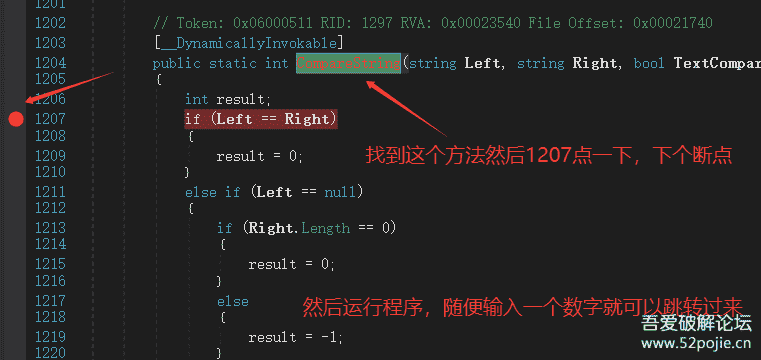 1201
1202 // Token: 0x06000511 RID: 1297 RVA: 0x00023540 File Offset: 0x00021740
1203 [__DynamicallyInvokable]
1204 public static int CompareString(string Left, string Right, bool TextCompar
1205 {
1206 int result;
1207 if (Left == Right)
1208 {
1209 result = 0;
1210 }
1211 else if (Left == null)
1212 {
1213 if (Right.Length == 0)
1214 {
1215 result = 0;
1216 }
1217 else
1218 {
1219 result = -1;
1220 }
找到这个方法然后1207点一下，下个断点
然后运行程序，随便输入一个数字就可以跳转过来
吾爱破解论坛
www.52pojie.cn